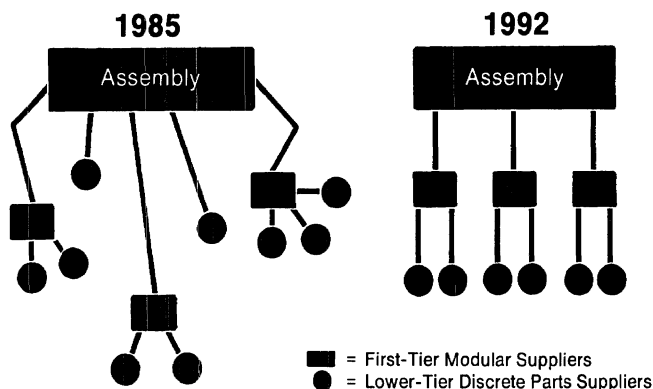 1985
1992
Assembly
Assembly
= First-Tier Modular Suppliers
= Lower-Tier Discrete Parts Suppliers